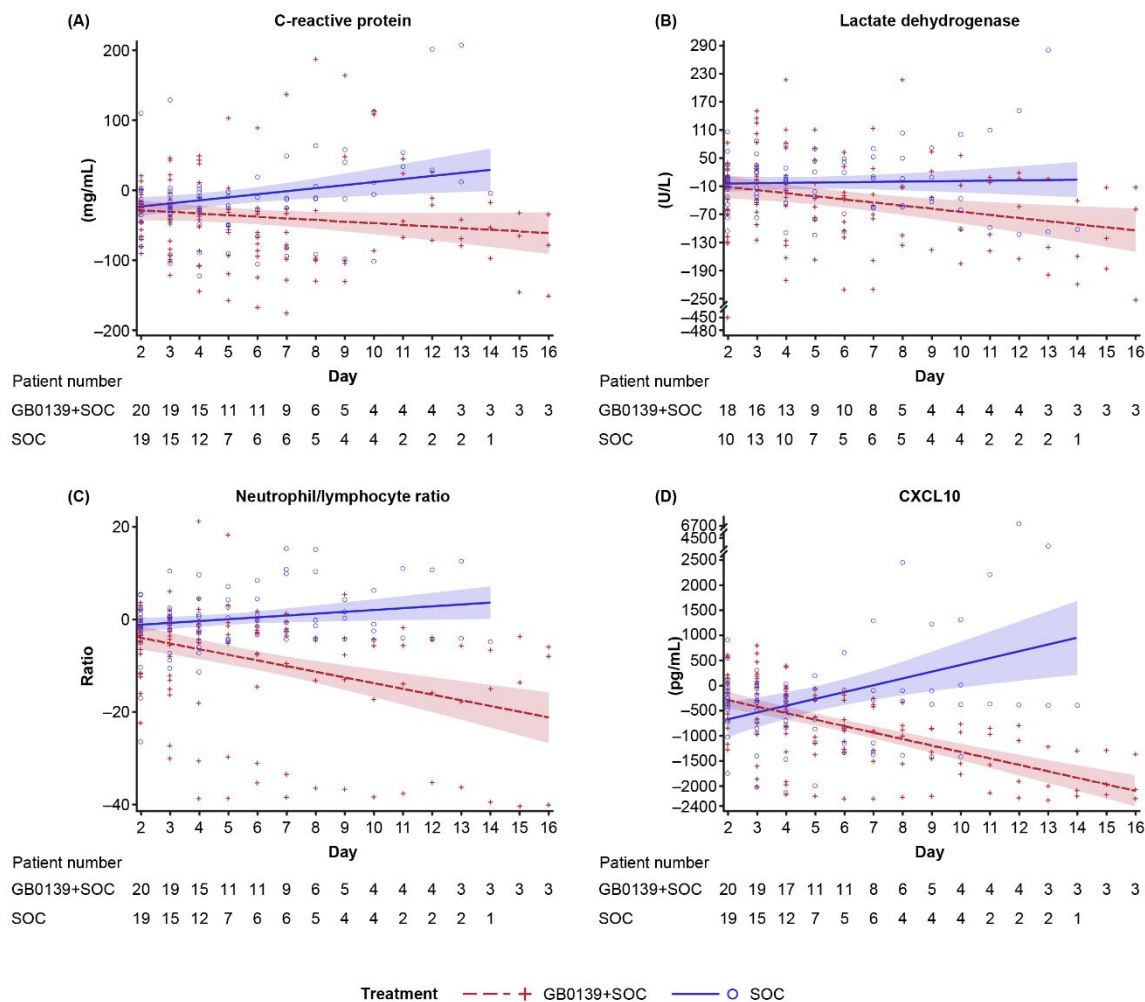 (A) C-reactive protein
200
100
0
–100
–200
(mg/mL)
2 3 4 5 6 7 8 9 10 11 12 13 14 15 16
Day
Patient number
GB0139+SOC 20 19 15 11 11 9 6 5 4 4 4 3 3 3 3
SOC 19 15 12 7 6 6 5 4 4 2 2 2 1
(B) Lactate dehydrogenase
290
230
170
110
50
–10
–70
–130
–190
–250
–450
–480
(U/L)
2 3 4 5 6 7 8 9 10 11 12 13 14 15 16
Day
Patient number
GB0139+SOC 18 16 13 9 10 8 5 4 4 4 4 3 3 3 3
SOC 10 13 10 7 5 6 5 4 4 2 2 2 1
(C) Neutrophil/lymphocyte ratio
20
0
–20
–40
Ratio
2 3 4 5 6 7 8 9 10 11 12 13 14 15 16
Day
Patient number
GB0139+SOC 20 19 15 11 11 9 6 5 4 4 4 3 3 3 3
SOC 19 15 12 7 6 6 5 4 4 2 2 2 1
(D) CXCL10
6700
4500
2500
1500
1000
500
0
–500
–1000
–1500
–2000
–2400
(pg/mL)
2 3 4 5 6 7 8 9 10 11 12 13 14 15 16
Day
Patient number
GB0139+SOC 20 19 17 11 11 8 6 5 4 4 4 3 3 3 3
SOC 19 15 12 7 5 6 4 4 4 2 2 2 1
Treatment GB0139+SOC SOC